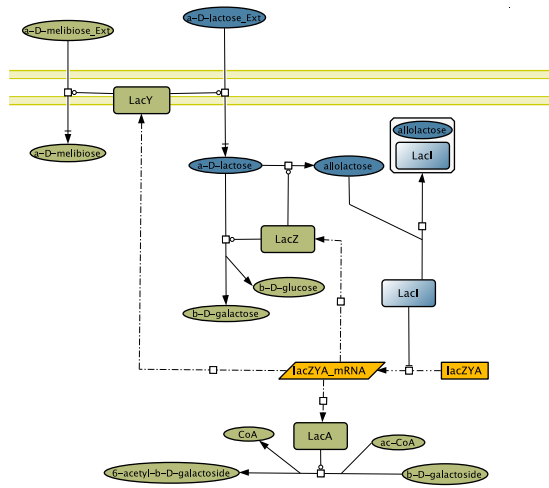 a-D-lactose_Ext
a-D-melibiose_Ext
LacY
allolactose
LacI
a-D-melibiose
a-D-lactose
allolactose
LacZ
b-D-glucose
LacI
b-D-galactose
lacZYA_mRNA
lacZYA
LacA
CoA
ac-CoA
6-acetyl-b-D-galactoside
b-D-galactoside